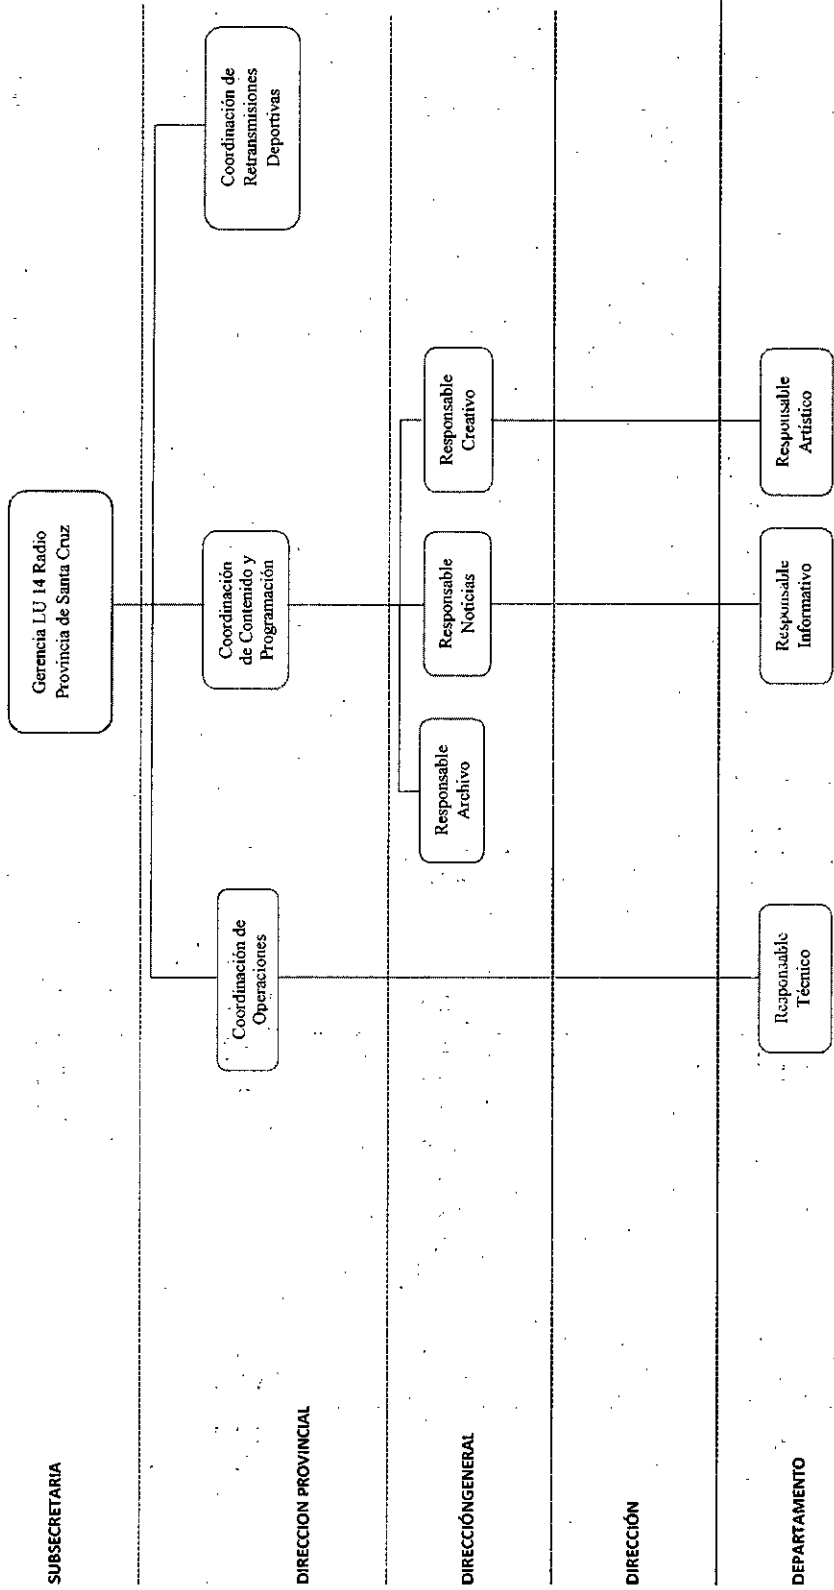 SUBSECRETARIA
Gerencia LU 14 Radio
Provincia de Santa Cruz
DIRECCION PROVINCIAL
Coordinación de
Operaciones
Coordinación
de Contenido y
Programación
Coordinación de
Retransmisiones
Deportivas
DIRECCIÓNGENERAL
Responsable
Archivo
Responsable
Noticias
Responsable
Creativo
DIRECCIÓN
DEPARTAMENTO
Responsable
Técnico
Responsable
Informativo
Responsable
Artístico